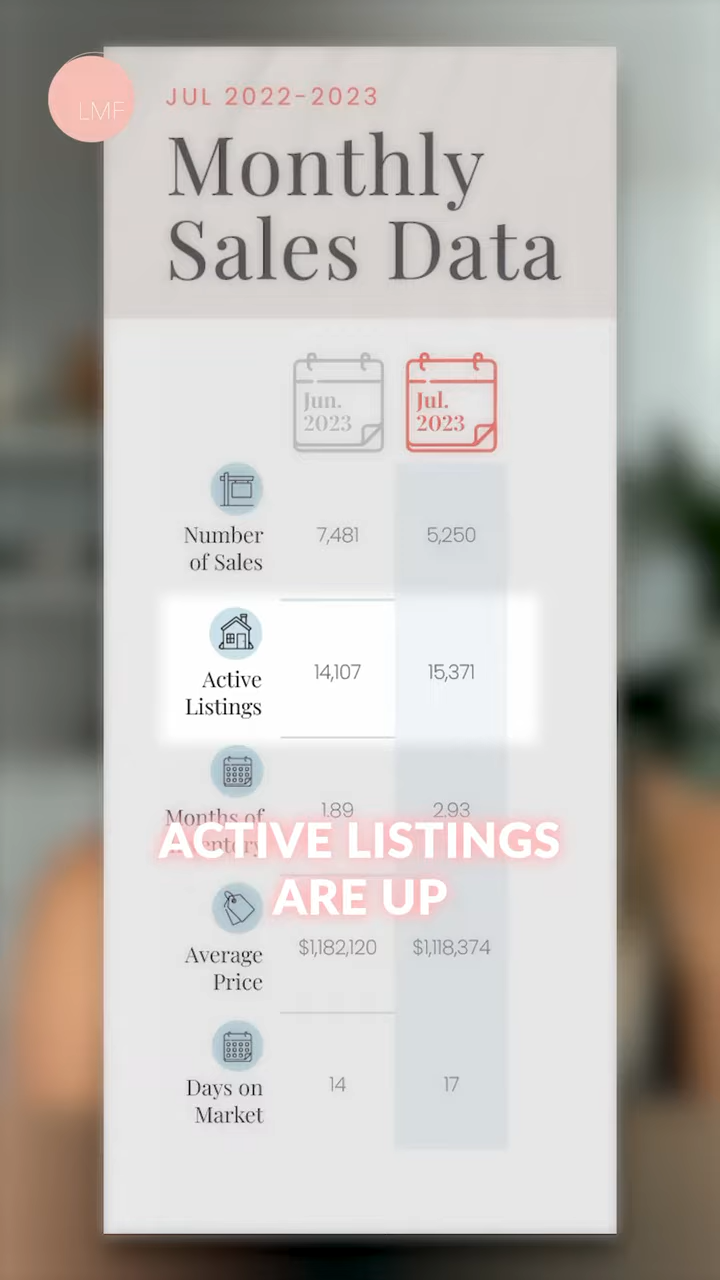 LMF
JUL 2022-2023
Monthly
Sales Data
Jun.
2023
Jul.
2023
Number
of Sales
7,481
5,250
Active
Listings
14,107
15,371
Months of
Inventory
1.89
2.93
ACTIVE LISTINGS
ARE UP
Average
Price
$1,182,120
$1,118,374
Days on
Market
14
17